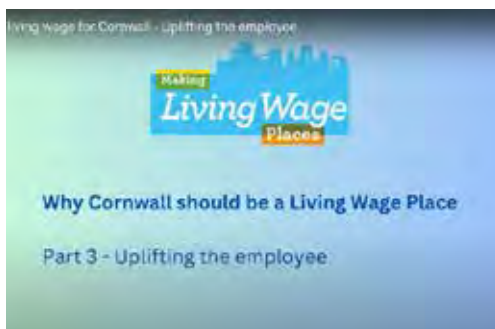 living wage for Cornwall - Uplifting the employee
Making
Living Wage
Places
Why Cornwall should be a Living Wage Place
Part 3 - Uplifting the employee